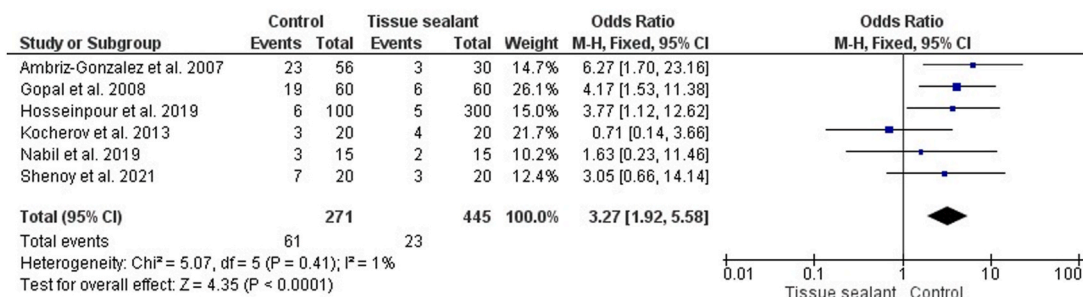 Control Tissue sealant Odds Ratio Odds Ratio
Study or Subgroup Events Total Events Total Weight M-H, Fixed, 95% CI M-H, Fixed, 95% CI
Ambriz-Gonzalez et al. 2007 23 56 3 30 14.7% 6.27 [1.70, 23.16]
Gopal et al. 2008 19 60 6 60 26.1% 4.17 [1.53, 11.38]
Hosseinpour et al. 2019 6 100 5 300 15.0% 3.77 [1.12, 12.62]
Kocherov et al. 2013 3 20 4 20 21.7% 0.71 [0.14, 3.66]
Nabil et al. 2019 3 15 2 15 10.2% 1.63 [0.23, 11.46]
Shenoy et al. 2021 7 20 3 20 12.4% 3.05 [0.66, 14.14]
Total (95% CI) 271 445 100.0% 3.27 [1.92, 5.58]
Total events 61 23
Heterogeneity: Chi² = 5.07, df = 5 (P = 0.41); I² = 1%
Test for overall effect: Z = 4.35 (P < 0.0001)
0.01 0.1 1 10 100
Tissue sealant Control